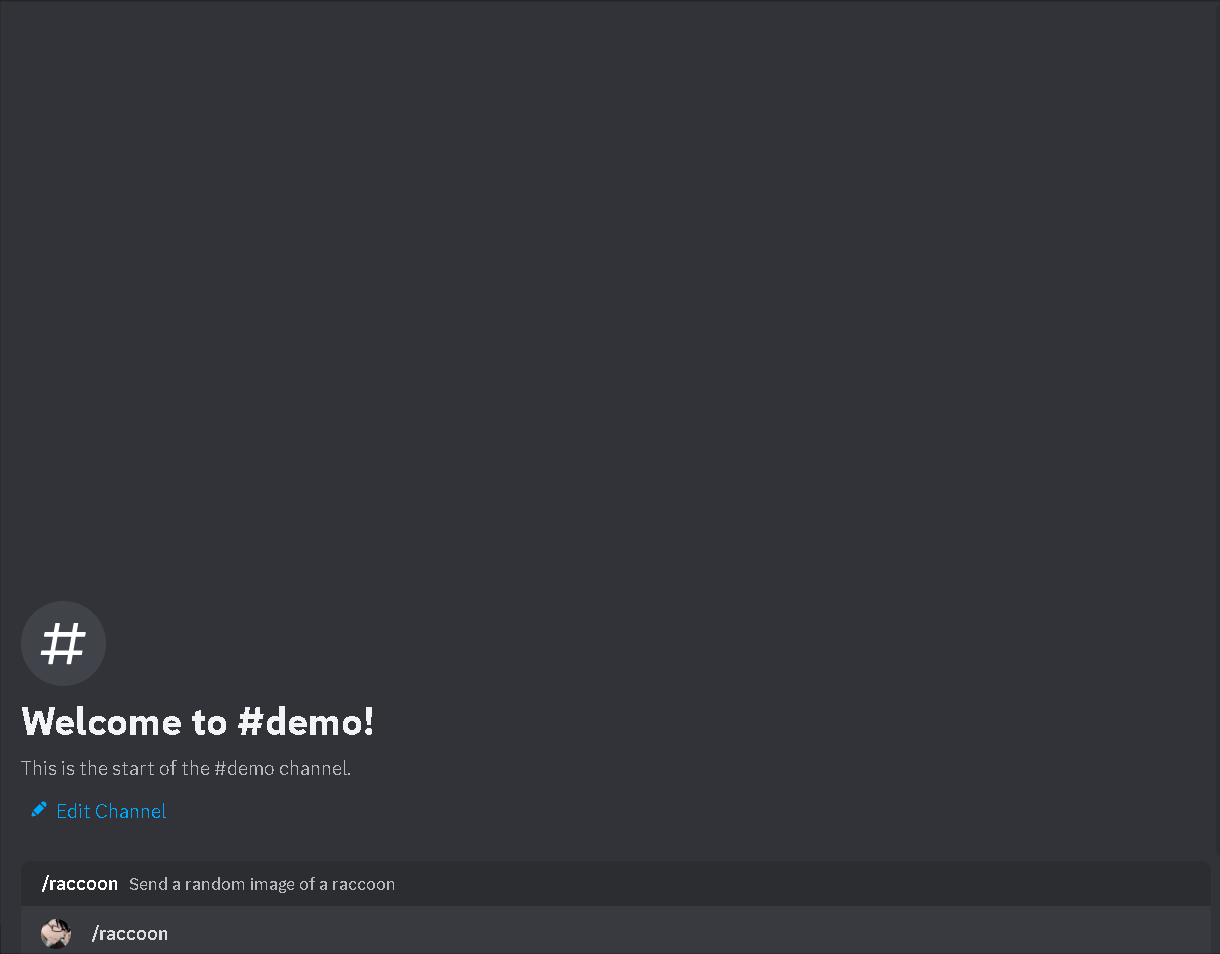 #
Welcome to #demo!
This is the start of the #demo channel.
Edit Channel
/raccoon Send a random image of a raccoon
/raccoon